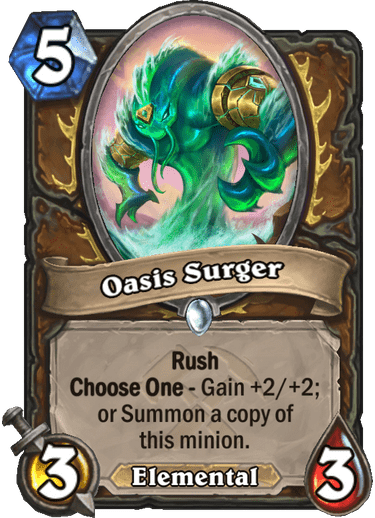 5
Oasis Surger
Rush
Choose One - Gain +2/+2;
or Summon a copy of
this minion.
3
Elemental
3